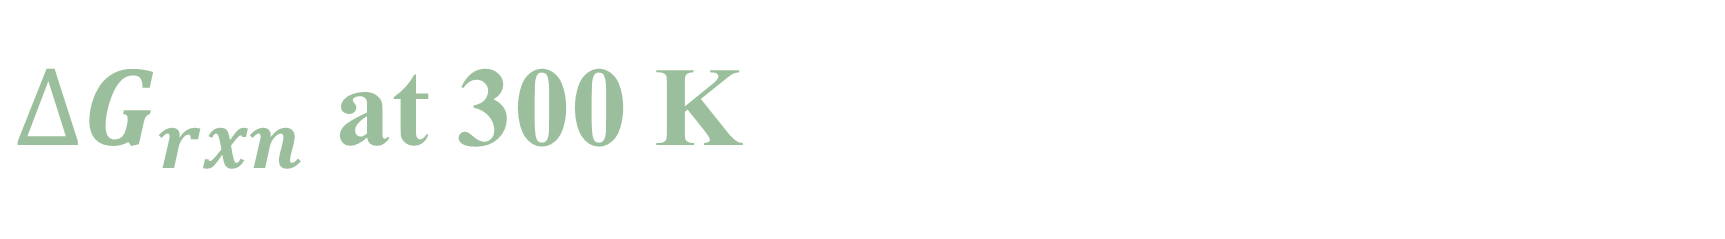 ΔG_rxn at 300 K